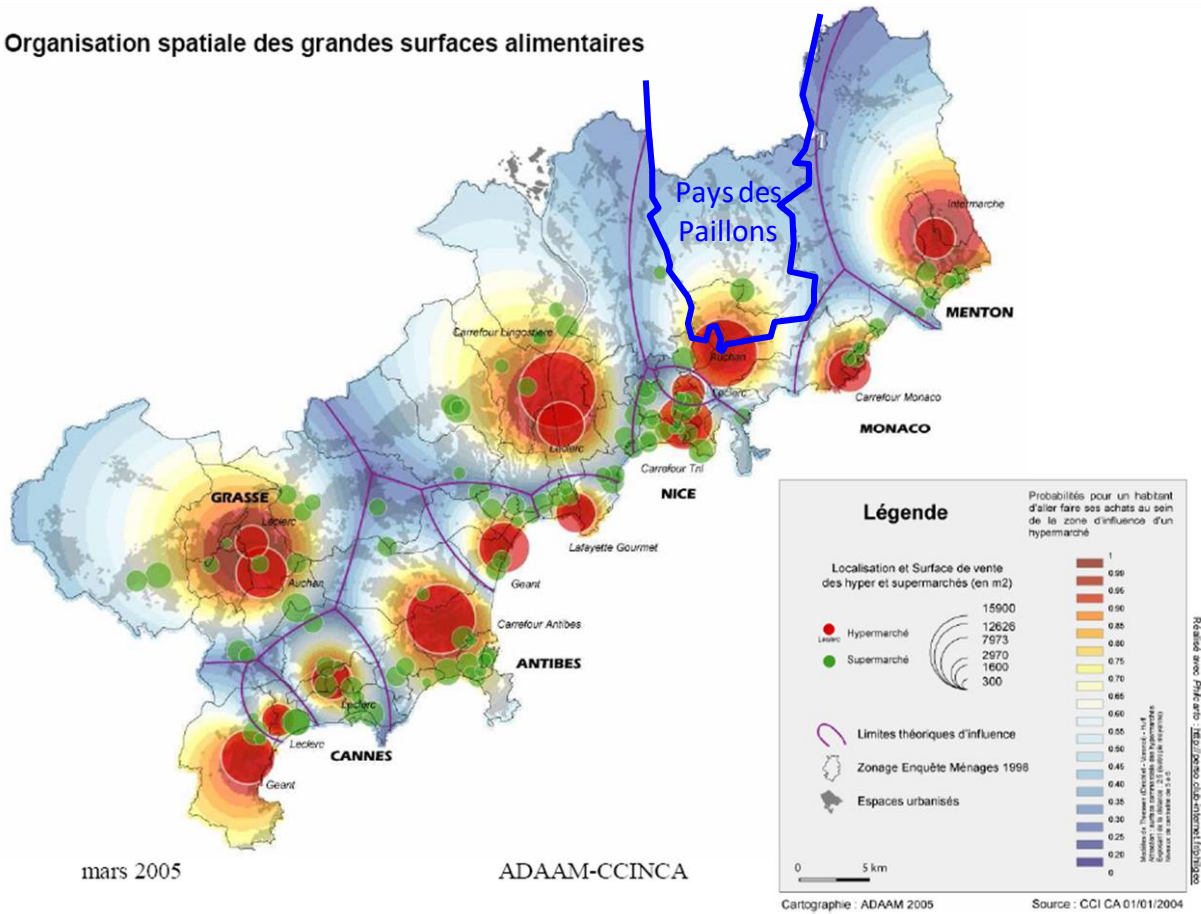 Organisation spatiale des grandes surfaces alimentaires
Pays des
Paillons
Intermarche
MENTON
Carrefour Lingostiere
Auchan
Leclerc
Carrefour Monaco
MONACO
Leclerc
Carrefour Tnl
NICE
GRASSE
Leclerc
Lafayette Gourmet
Auchan
Geant
Carrefour Antibes
ANTIBES
Leclerc
Leclerc
CANNES
Geant
mars 2005
ADAAM-CCINCA
Légende
Localisation et Surface de vente
des hyper et supermarchés (en m2)
15900
12626
7973
2970
1600
300
Leclerc
Hypermarché
Supermarché
Limites théoriques d'influence
Zonage Enquête Ménages 1998
Espaces urbanisés
0
5 km
Probabilités pour un habitant
d'aller faire ses achats au sein
de la zone d'influence d'un
hypermarché
1
0.99
0.95
0.90
0.85
0.80
0.75
0.70
0.65
0.60
0.55
0.50
0.45
0.40
0.35
0.30
0.25
0.20
0
Cartographie : ADAAM 2005
Source : CCI CA 01/01/2004